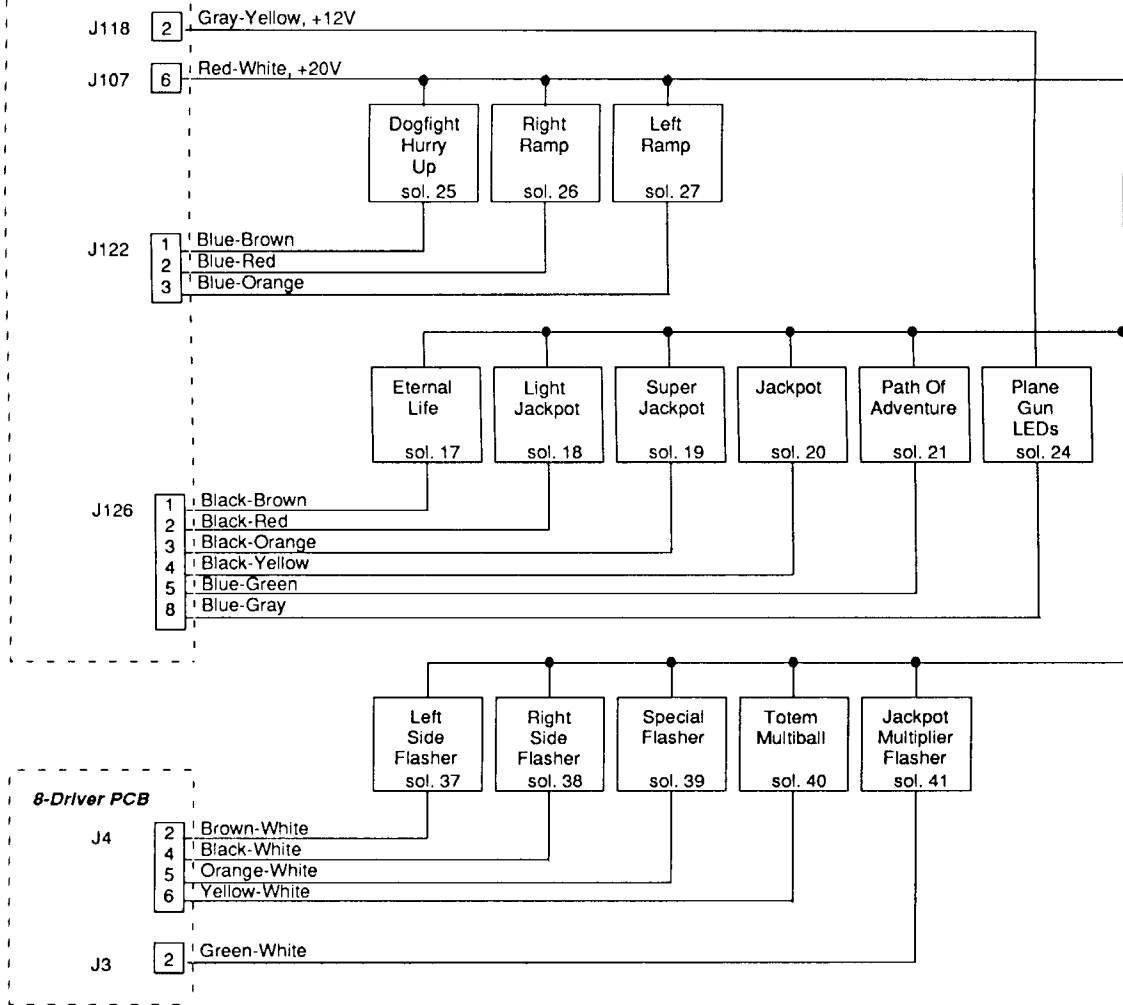 J118 2 Gray-Yellow, +12V
J107 6 Red-White, +20V
Dogfight
Hurry
Up
sol. 25
Right
Ramp
sol. 26
Left
Ramp
sol. 27
J122
1 Blue-Brown
2 Blue-Red
3 Blue-Orange
Eternal
Life
sol. 17
Light
Jackpot
sol. 18
Super
Jackpot
sol. 19
Jackpot
sol. 20
Path Of
Adventure
sol. 21
Plane
Gun
LEDs
sol. 24
J126
1 Black-Brown
2 Black-Red
3 Black-Orange
4 Black-Yellow
5 Blue-Green
8 Blue-Gray
Left
Side
Flasher
sol. 37
Right
Side
Flasher
sol. 38
Special
Flasher
sol. 39
Totem
Multiball
sol. 40
Jackpot
Multiplier
Flasher
sol. 41
8-Driver PCB
J4
2 Brown-White
4 Black-White
5 Orange-White
6 Yellow-White
J3 2 Green-White